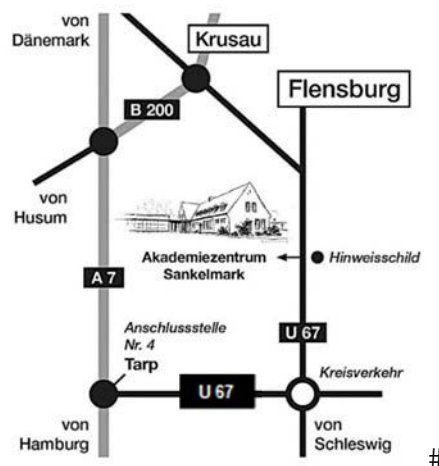 von
Dänemark
Krusau
Flensburg
B 200
von
Husum
Akademiezentrum
Sankelmark
Hinweisschild
A 7
U 67
Anschlussstelle
Nr. 4
Tarp
U 67
Kreisverkehr
von
Hamburg
von
Schleswig
#